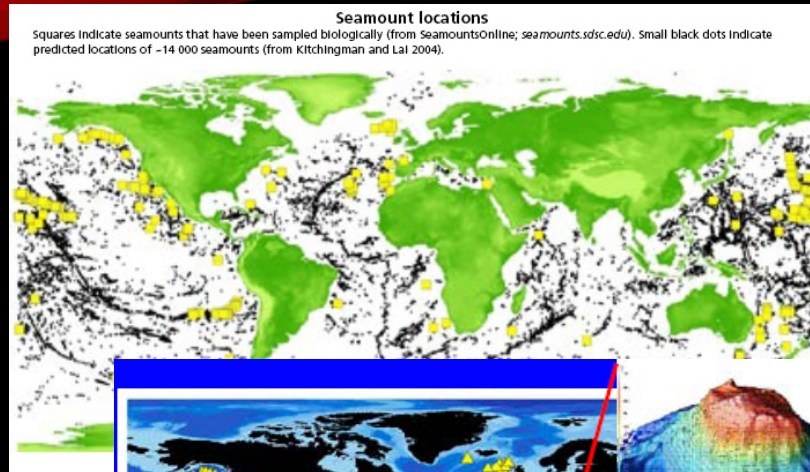 Seamount locations
Squares indicate seamounts that have been sampled biologically (from SeamountsOnline; seamounts.sdsc.edu). Small black dots indicate
predicted locations of ~14 000 seamounts (from Kitchingman and Lai 2004).